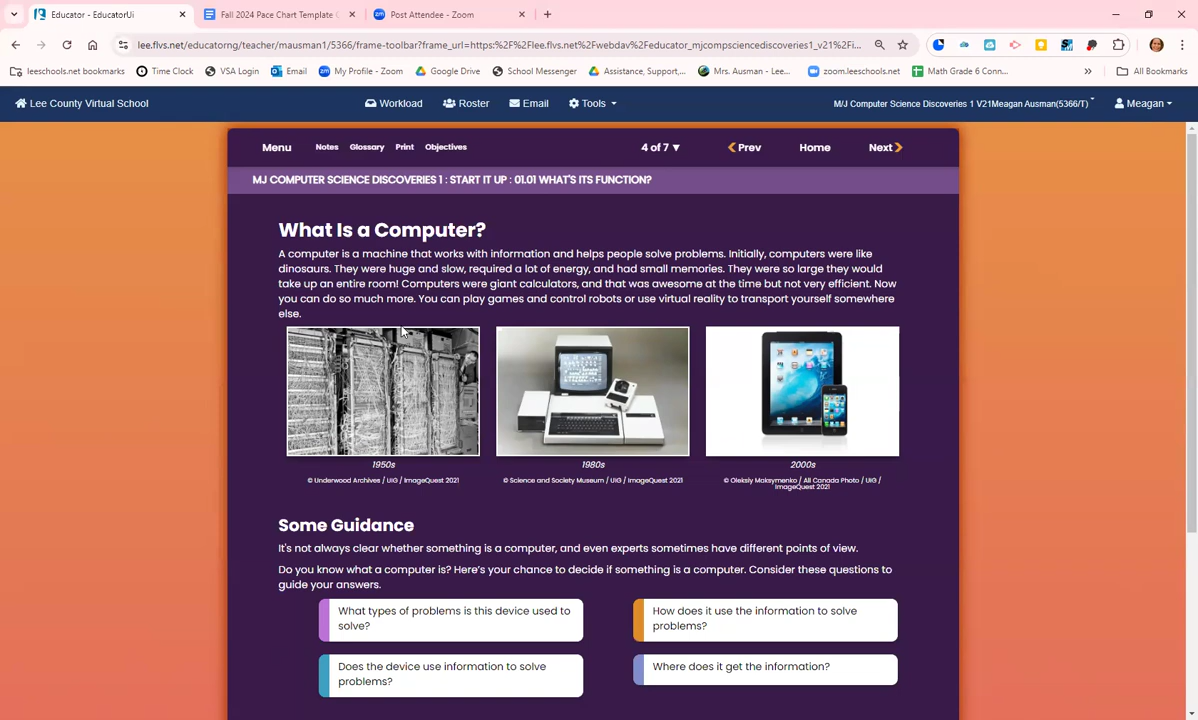 Educator - EducatorUi
Fall 2024 Pace Chart Template
Post Attendee - Zoom
lee.flvs.net/educatorng/teacher/mausman1/5366/frame-toolbar?frame_url=https:%2F%2Flee.flvs.net%2Fwebdav%2Feducator_mjcompsciencediscoveries1_v21%2Fi...
leeschools.net bookmarks
Time Clock
VSA Login
Email
My Profile - Zoom
Google Drive
School Messenger
Assistance, Support,...
Mrs. Ausman - Lee...
zoom.leeschools.net
Math Grade 6 Conn...
»
All Bookmarks
Lee County Virtual School
Workload
Roster
Email
Tools
M/J Computer Science Discoveries 1 V21Meagan Ausman(5366/T)
Meagan
Menu
Notes
Glossary
Print
Objectives
4 of 7 ▼
Prev
Home
Next
MJ COMPUTER SCIENCE DISCOVERIES 1 : START IT UP : 01.01 WHAT'S ITS FUNCTION?
What Is a Computer?
A computer is a machine that works with information and helps people solve problems. Initially, computers were like
dinosaurs. They were huge and slow, required a lot of energy, and had small memories. They were so large they would
take up an entire room! Computers were giant calculators, and that was awesome at the time but not very efficient. Now
you can do so much more. You can play games and control robots or use virtual reality to transport yourself somewhere
else.
1950s
© Underwood Archives / UIG / ImageQuest 2021
1980s
© Science and Society Museum / UIG / ImageQuest 2021
2000s
© Oleksiy Maksymenko / All Canada Photo / UIG /
ImageQuest 2021
Some Guidance
It's not always clear whether something is a computer, and even experts sometimes have different points of view.
Do you know what a computer is? Here's your chance to decide if something is a computer. Consider these questions to
guide your answers.
What types of problems is this device used to
solve?
How does it use the information to solve
problems?
Does the device use information to solve
problems?
Where does it get the information?